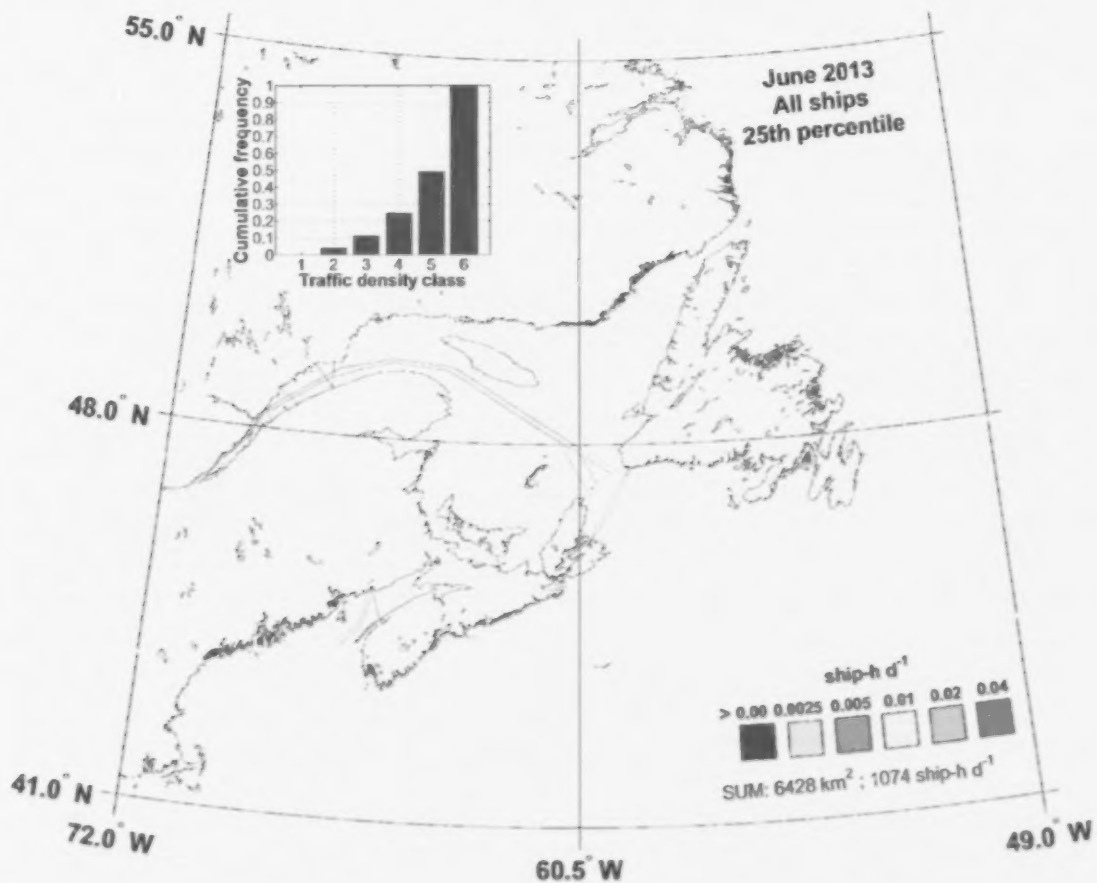 55.0° N
June 2013
All ships
25th percentile
Cumulative frequency
1
0.9
0.8
0.7
0.6
0.5
0.4
0.3
0.2
0.1
0
1 2 3 4 5 6
Traffic density class
48.0° N
ship-h d⁻¹
> 0.00 0.0025 0.005 0.01 0.02 0.04
SUM: 6428 km² ; 1074 ship-h d⁻¹
41.0° N
72.0° W
60.5° W
49.0° W